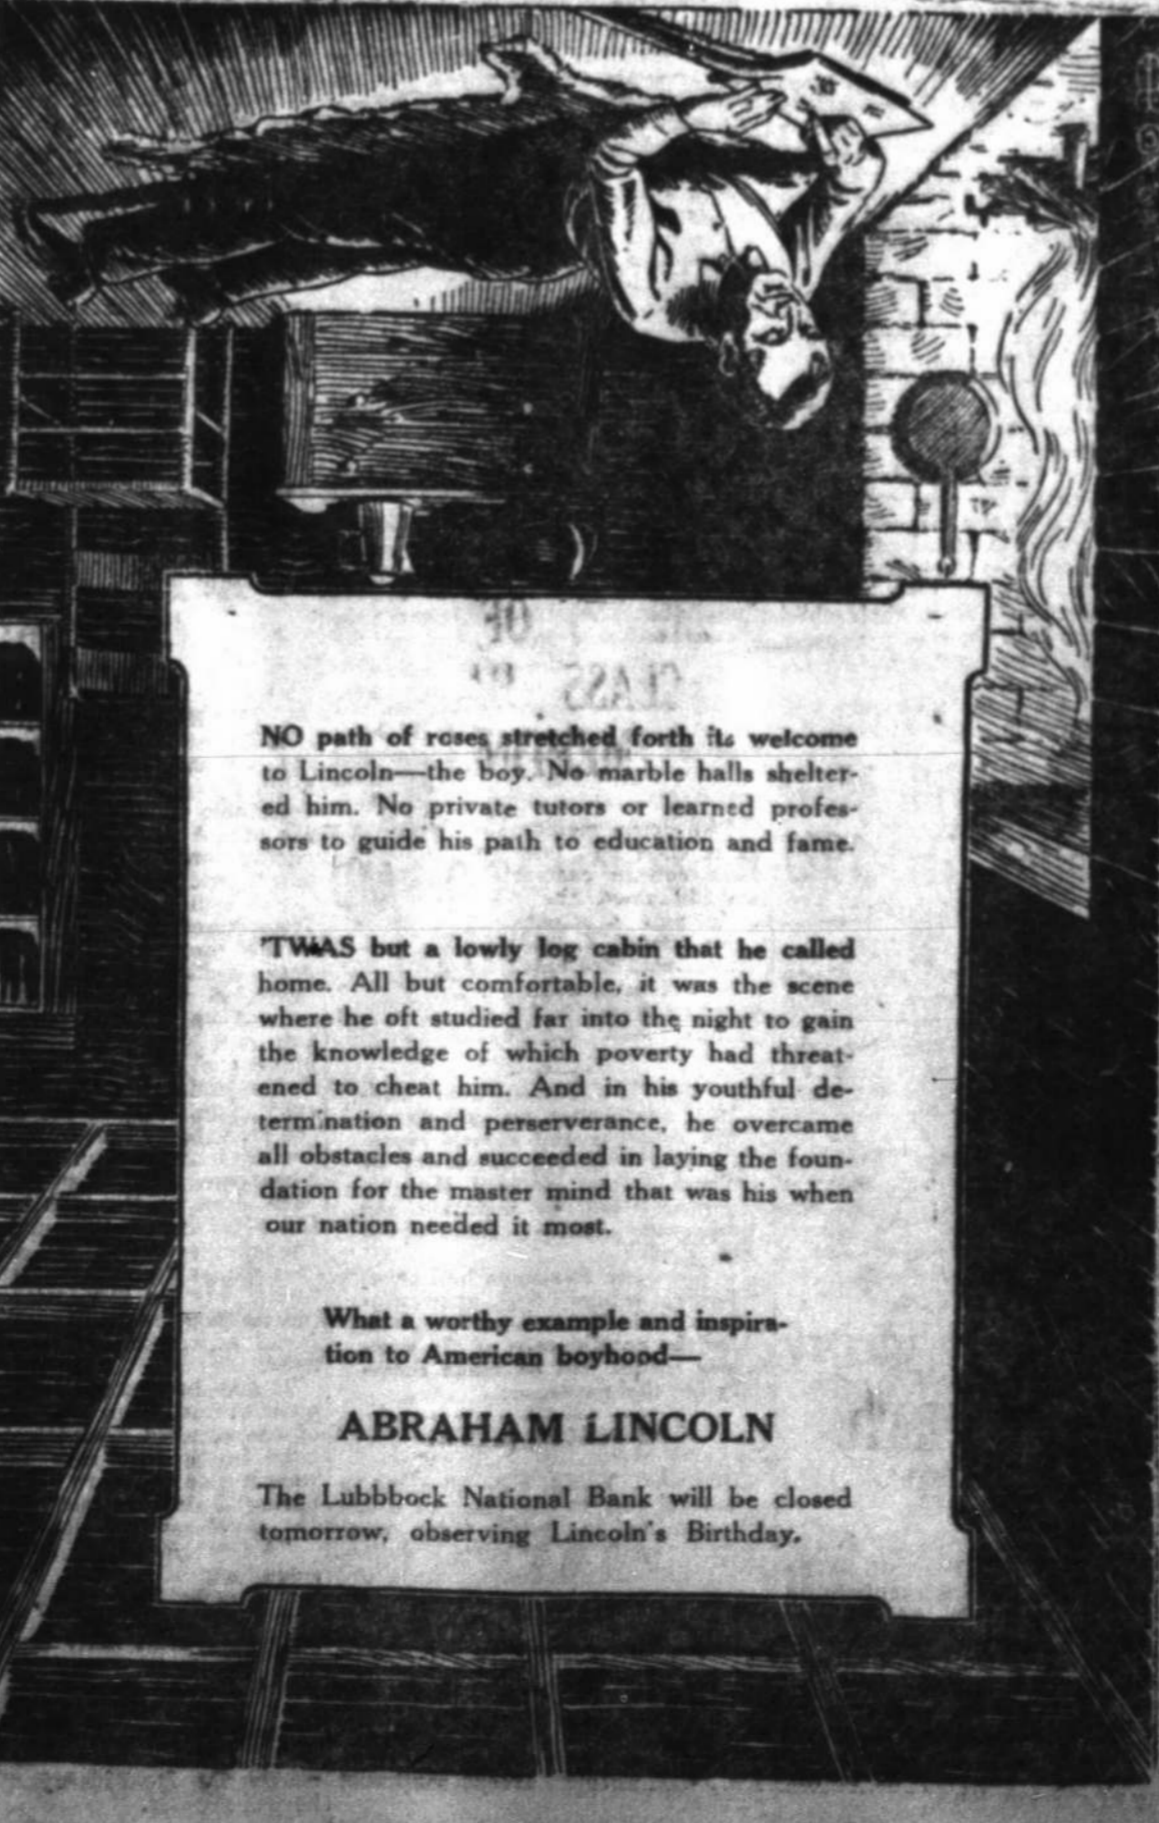 NO path of roses stretched forth its welcome
to Lincoln—the boy. No marble halls shelter-
ed him. No private tutors or learned profes-
sors to guide his path to education and fame.
'TWAS but a lowly log cabin that he called
home. All but comfortable, it was the scene
where he oft studied far into the night to gain
the knowledge of which poverty had threat-
ened to cheat him. And in his youthful de-
termination and perserverance, he overcame
all obstacles and succeeded in laying the foun-
dation for the master mind that was his when
our nation needed it most.
What a worthy example and inspira-
tion to American boyhood—
ABRAHAM LINCOLN
The Lubbbock National Bank will be closed
tomorrow, observing Lincoln's Birthday.